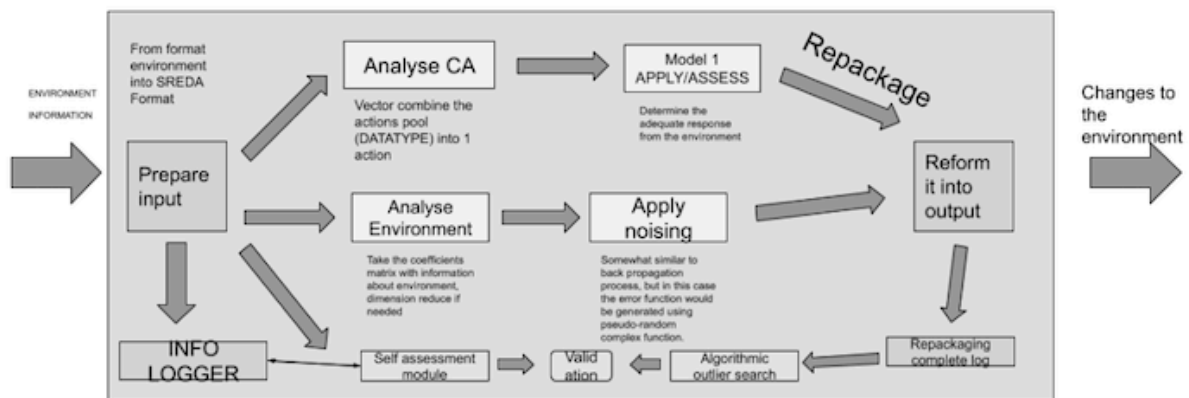 ENVIRONMENT
INFORMATION
From format
environment
into SREDA
Format
Prepare
input
Analyse CA
Vector combine the
actions pool
(DATATYPE) into 1
action
Model 1
APPLY/ASSESS
Determine the
adequate response
from the environment
Repackage
Analyse
Environment
Take the coefficients
matrix with information
about environment,
dimension reduce if
needed
Apply
noising
Somewhat similar to
back propagation
process, but in this case
the error function would
be generated using
pseudo-random
complex function.
Reform
it into
output
Changes to
the
environment
INFO
LOGGER
Self assessment
module
Valid
ation
Algorithmic
outlier search
Repackaging
complete log